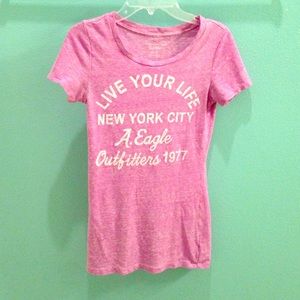 LIVE YOUR LIFE
NEW YORK CITY
A. Eagle
Outfitters 1977